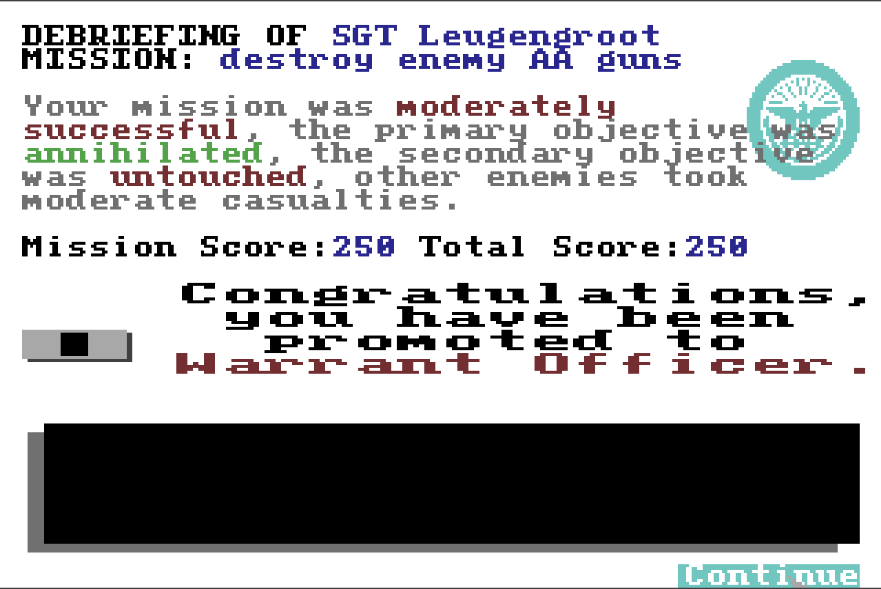 DEBRIEFING OF SGT Leugengroot
MISSION: destroy enemy AA guns
Your mission was moderately
successful, the primary objective was
annihilated, the secondary objective
was untouched, other enemies took
moderate casualties.
Mission Score:250 Total Score:250
Congratulations,
you have been
promoted to
Warrant Officer.
Continue